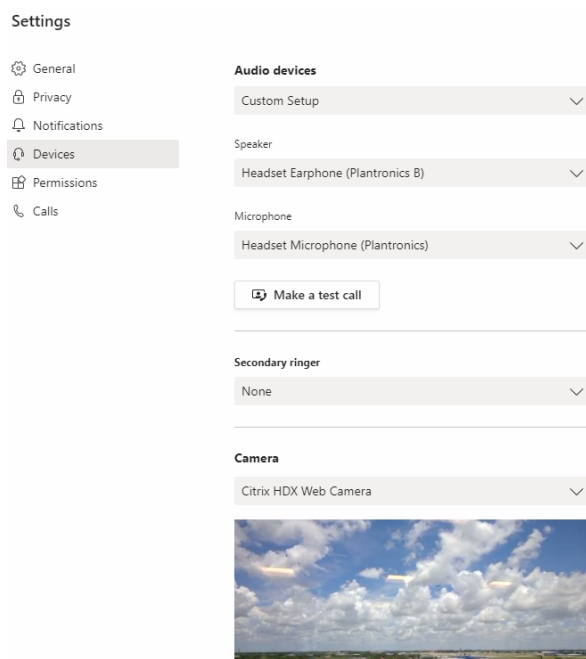 Settings
General
Privacy
Notifications
Devices
Permissions
Calls
Audio devices
Custom Setup
Speaker
Headset Earphone (Plantronics B)
Microphone
Headset Microphone (Plantronics)
Make a test call
Secondary ringer
None
Camera
Citrix HDX Web Camera